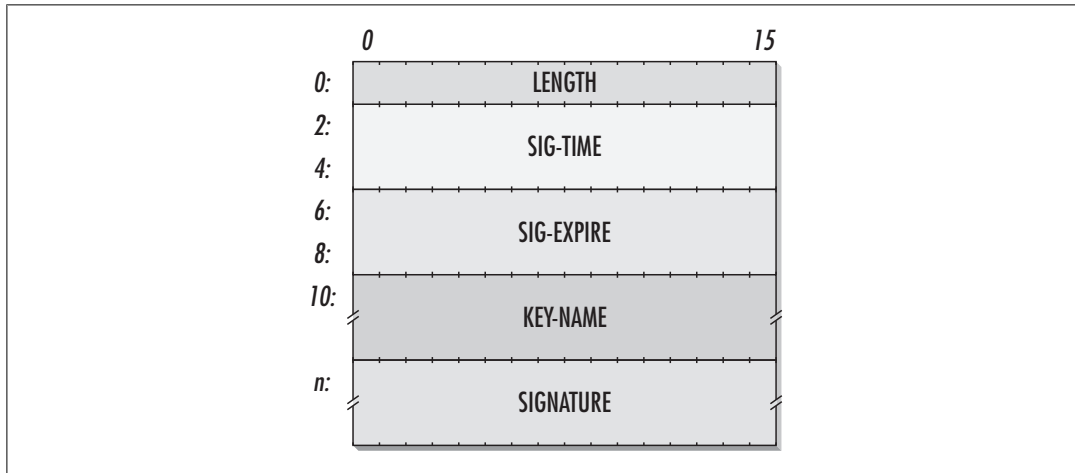 0 15
0: LENGTH
2:
SIG-TIME
4:
6:
SIG-EXPIRE
8:
10:
KEY-NAME
n:
SIGNATURE